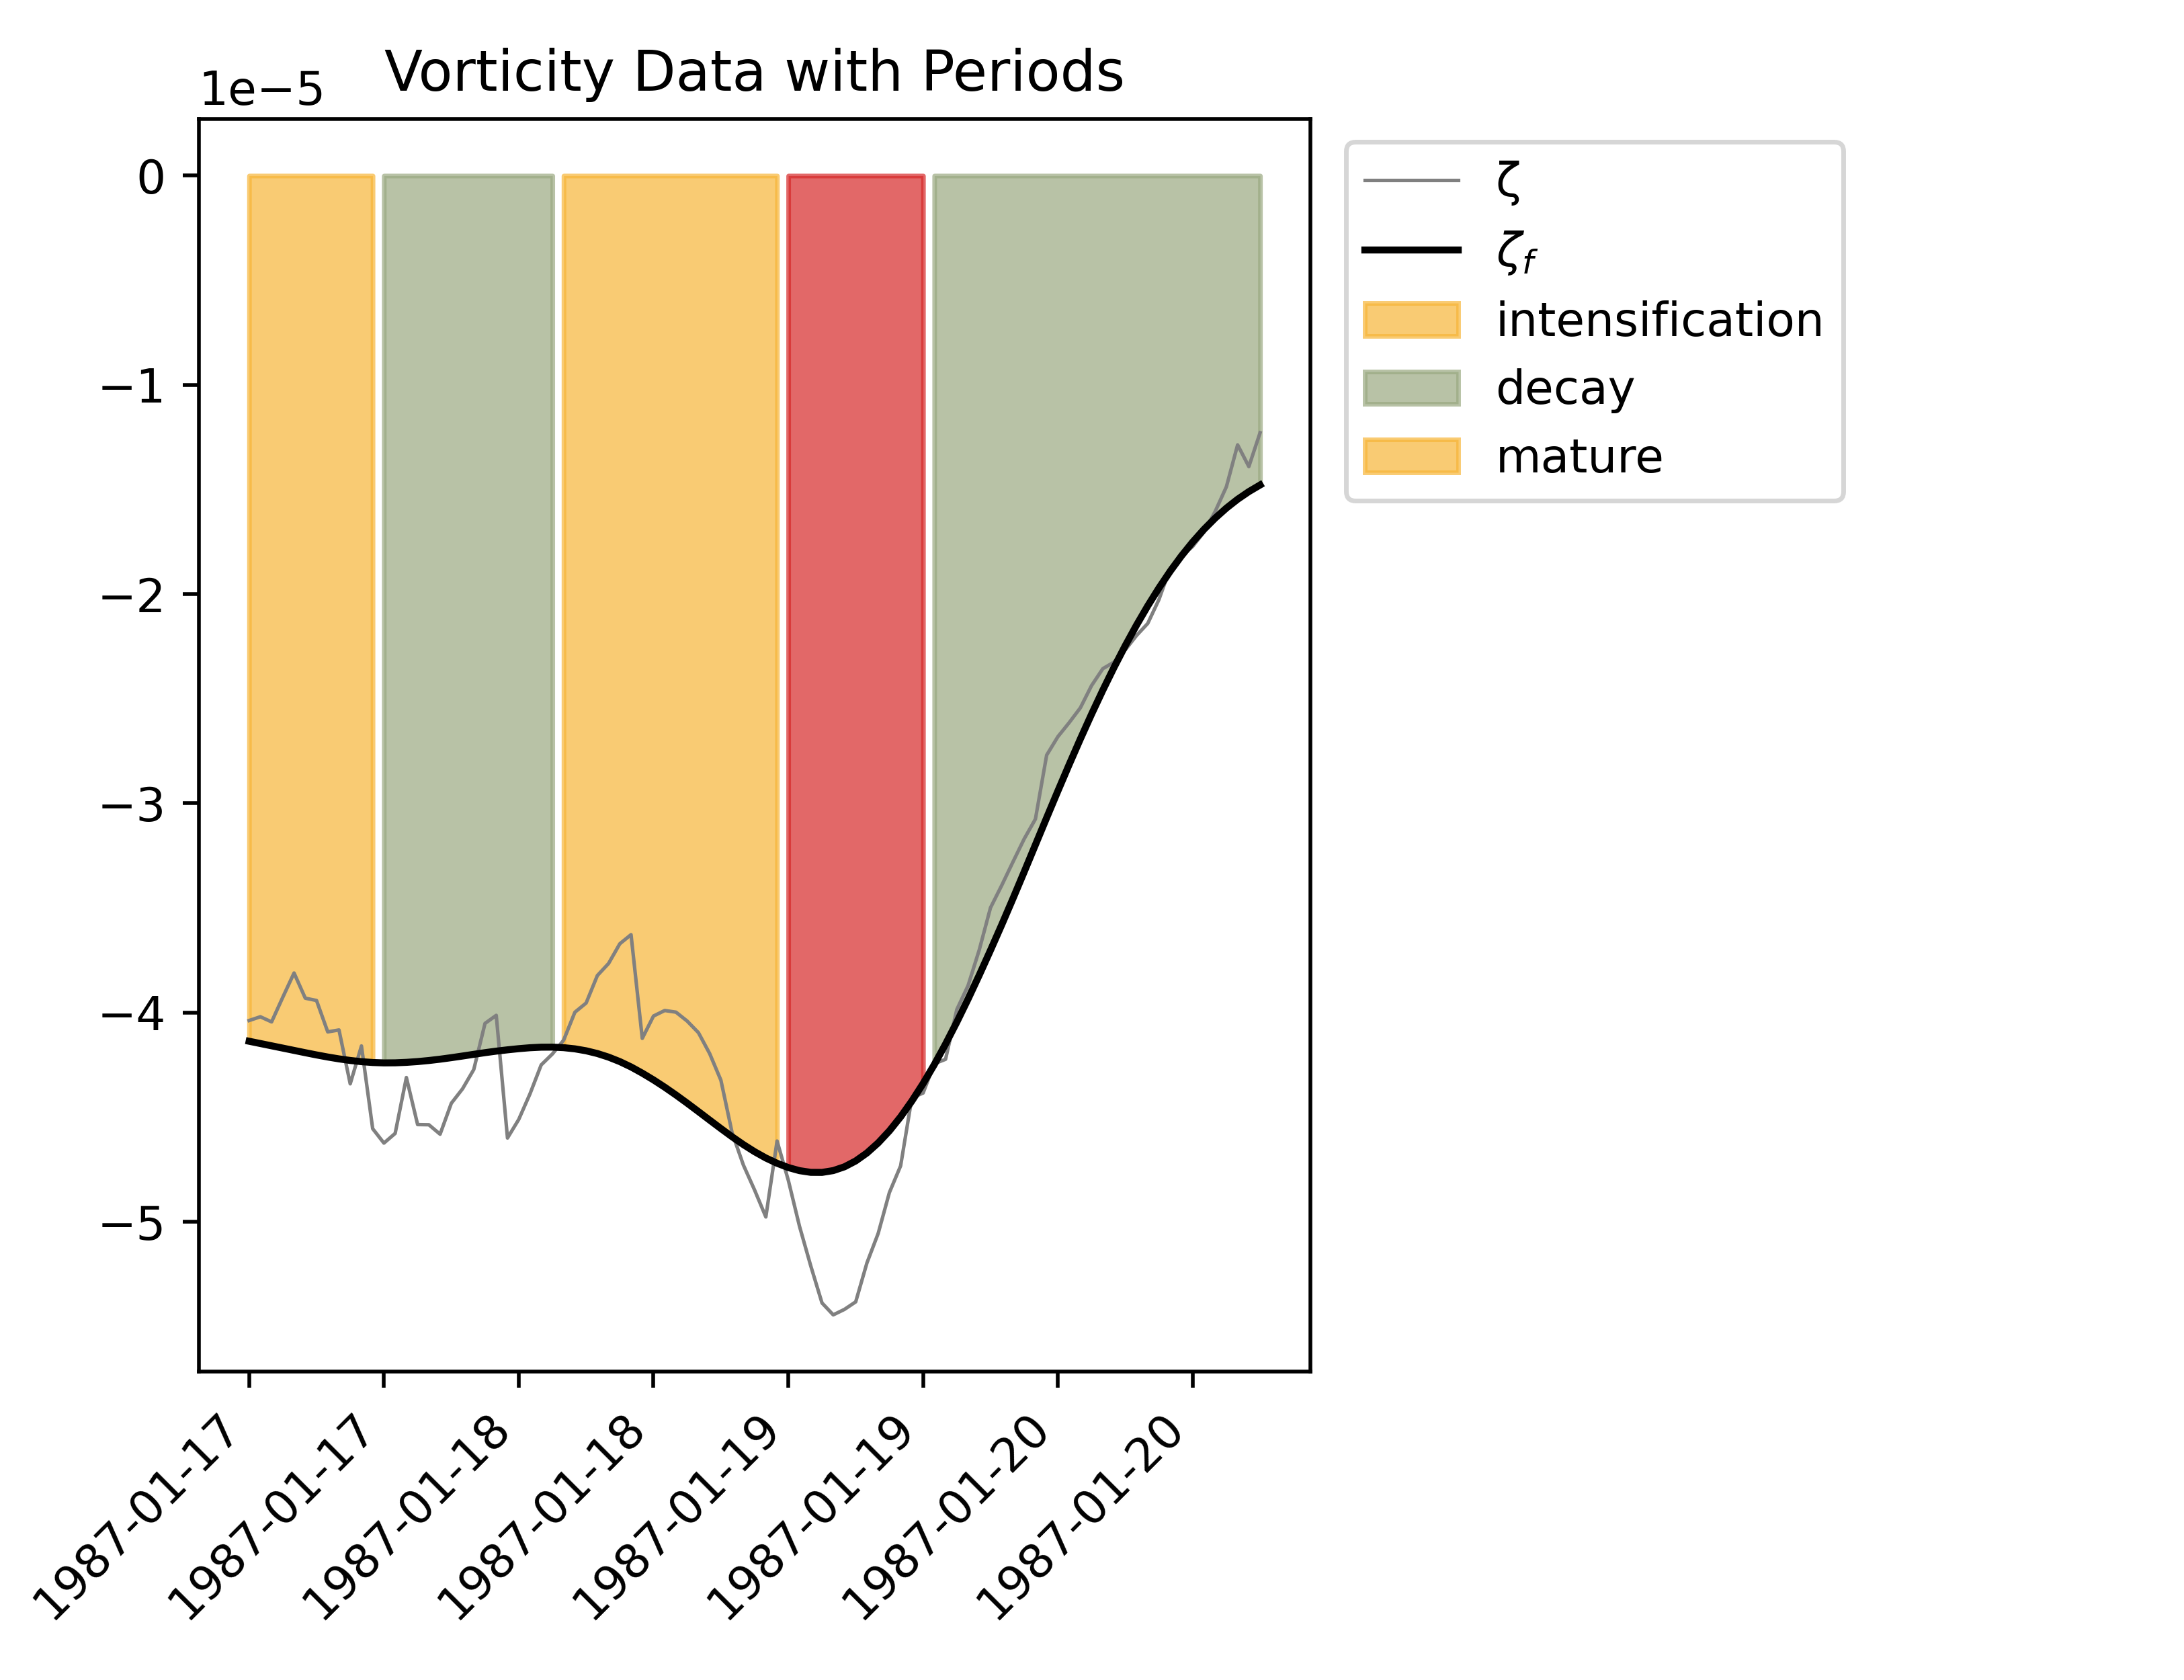 Vorticity Data with Periods
1e−5
0
−1
−2
−3
−4
−5
1987-01-17
1987-01-17
1987-01-18
1987-01-18
1987-01-19
1987-01-19
1987-01-20
1987-01-20
ζ
ζf
intensification
decay
mature